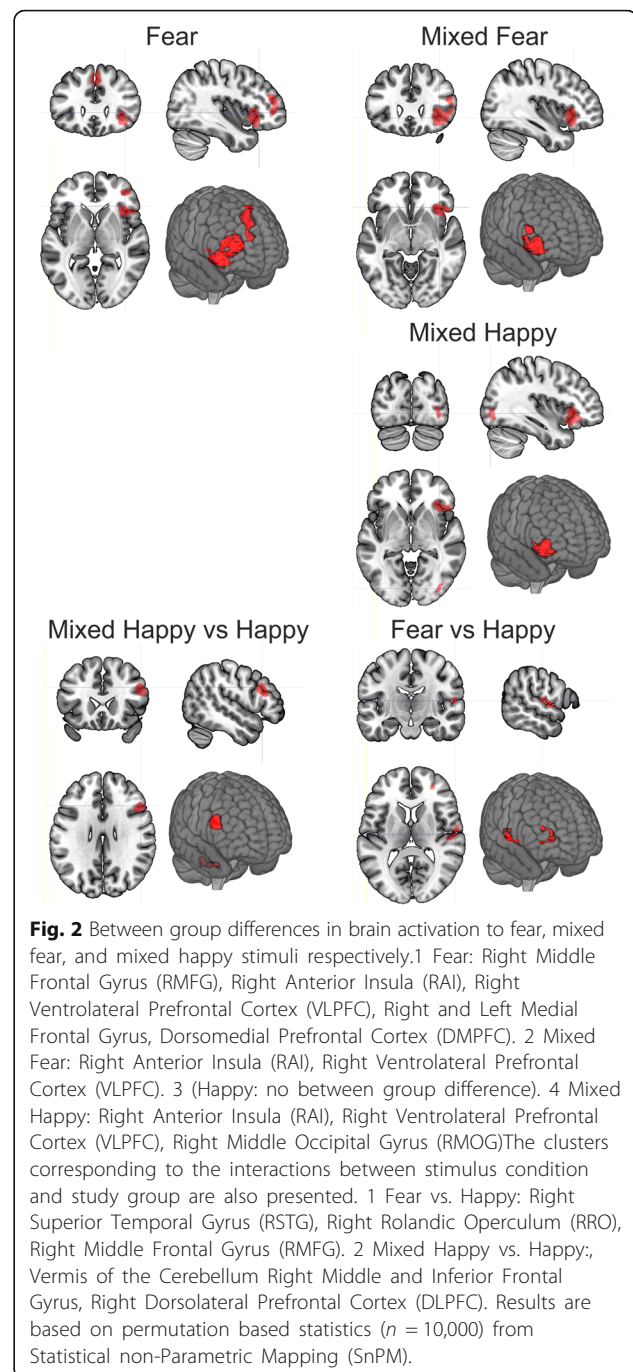 Fear
Mixed Fear
Mixed Happy
Mixed Happy vs Happy
Fear vs Happy
Fig. 2 Between group differences in brain activation to fear, mixed
fear, and mixed happy stimuli respectively.1 Fear: Right Middle
Frontal Gyrus (RMFG), Right Anterior Insula (RAI), Right
Ventrolateral Prefrontal Cortex (VLPFC), Right and Left Medial
Frontal Gyrus, Dorsomedial Prefrontal Cortex (DMPFC). 2 Mixed
Fear: Right Anterior Insula (RAI), Right Ventrolateral Prefrontal
Cortex (VLPFC). 3 (Happy: no between group difference). 4 Mixed
Happy: Right Anterior Insula (RAI), Right Ventrolateral Prefrontal
Cortex (VLPFC), Right Middle Occipital Gyrus (RMOG)The clusters
corresponding to the interactions between stimulus condition
and study group are also presented. 1 Fear vs. Happy: Right
Superior Temporal Gyrus (RSTG), Right Rolandic Operculum (RRO),
Right Middle Frontal Gyrus (RMFG). 2 Mixed Happy vs. Happy:,
Vermis of the Cerebellum Right Middle and Inferior Frontal
Gyrus, Right Dorsolateral Prefrontal Cortex (DLPFC). Results are
based on permutation based statistics (n = 10,000) from
Statistical non-Parametric Mapping (SnPM).